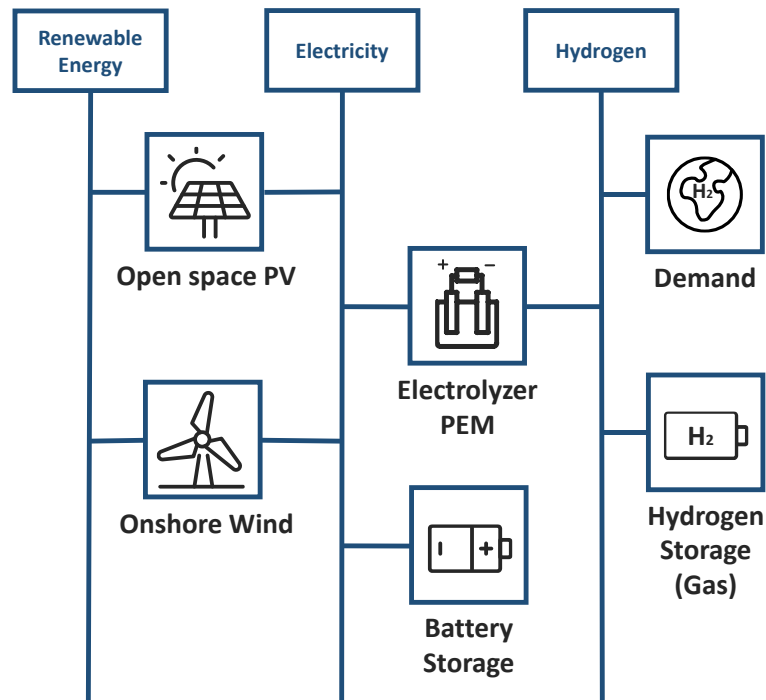 Renewable
Energy
Electricity
Hydrogen
H₂
Open space PV
Demand
+ −
Electrolyzer
PEM
H₂
Onshore Wind
Hydrogen
Storage
(Gas)
+
Battery
Storage